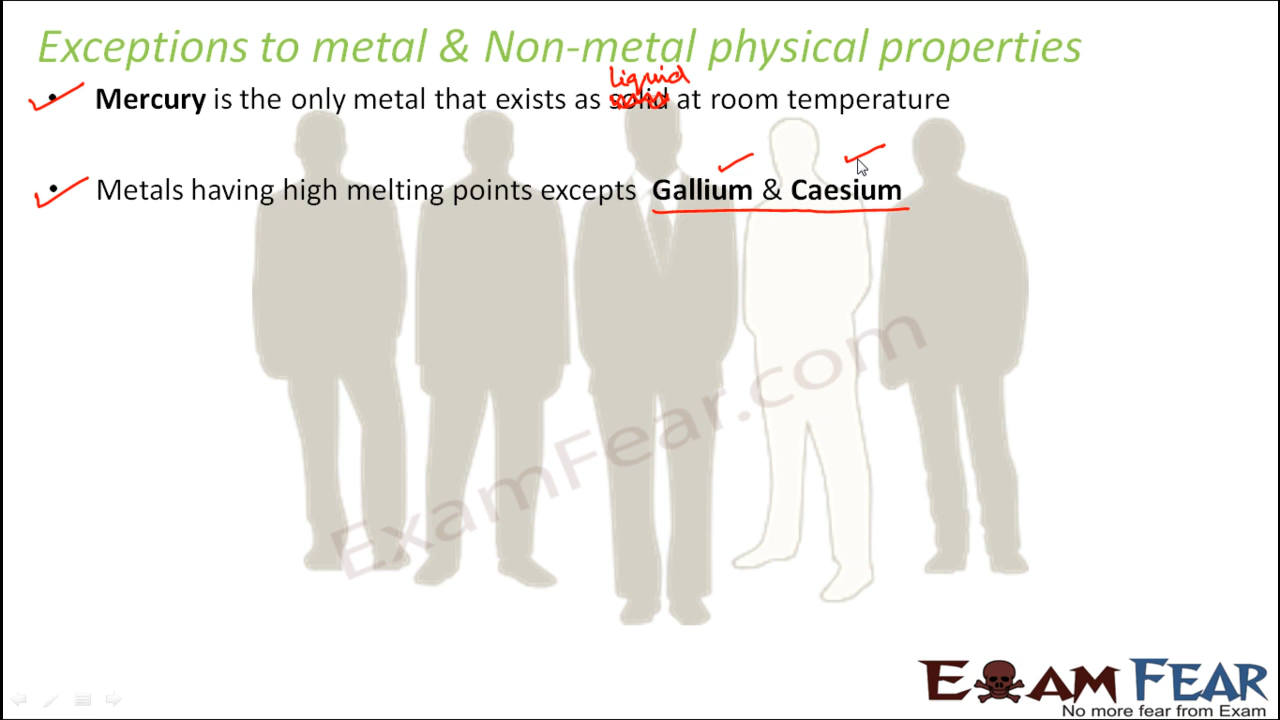 Exceptions to metal & Non-metal physical properties
liquid
• Mercury is the only metal that exists as solid at room temperature
• Metals having high melting points excepts Gallium & Caesium
ExamFear.com
EXAM FEAR
No more fear from Exam